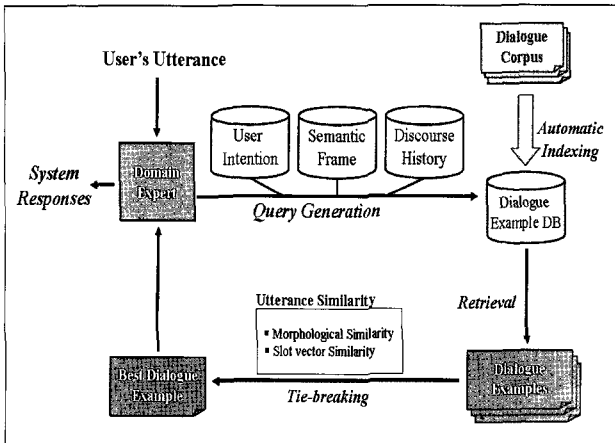 Dialogue
Corpus
User's Utterance
User
Intention
Semantic
Frame
Discourse
History
Automatic
Indexing
System
Responses
Domain
Expert
Query Generation
Dialogue
Example DB
Utterance Similarity
Morphological Similarity
Slot vector Similarity
Retrieval
Best Dialogue
Example
Tie-breaking
Dialogue
Examples